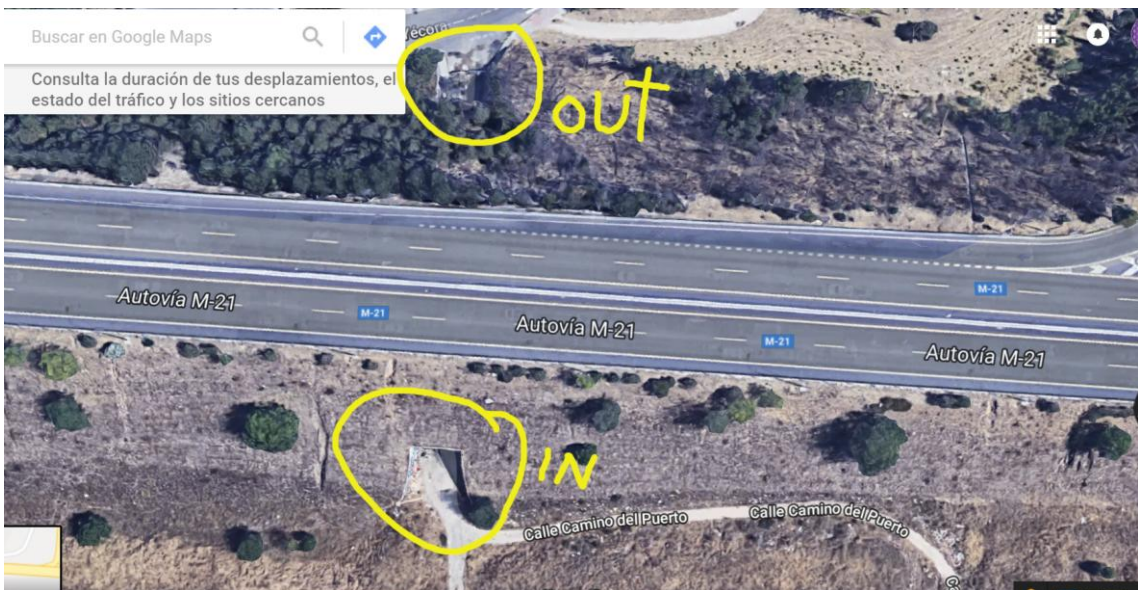 Buscar en Google Maps
Consulta la duración de tus desplazamientos, el
estado del tráfico y los sitios cercanos
Yécora
OUT
M-21
Autovía M-21
M-21
Autovía M-21
M-21
Autovía M-21
IN
Calle Camino del Puerto
Calle Camino del Puerto